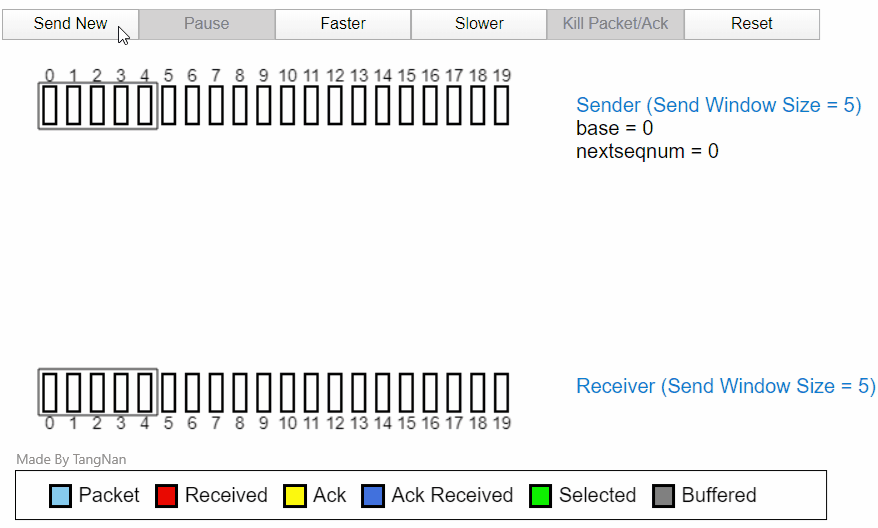 Send New Pause Faster Slower Kill Packet/Ack Reset
0 1 2 3 4 5 6 7 8 9 10 11 12 13 14 15 16 17 18 19
Sender (Send Window Size = 5)
base = 0
nextseqnum = 0
Receiver (Send Window Size = 5)
0 1 2 3 4 5 6 7 8 9 10 11 12 13 14 15 16 17 18 19
Made By TangNan
Packet Received Ack Ack Received Selected Buffered